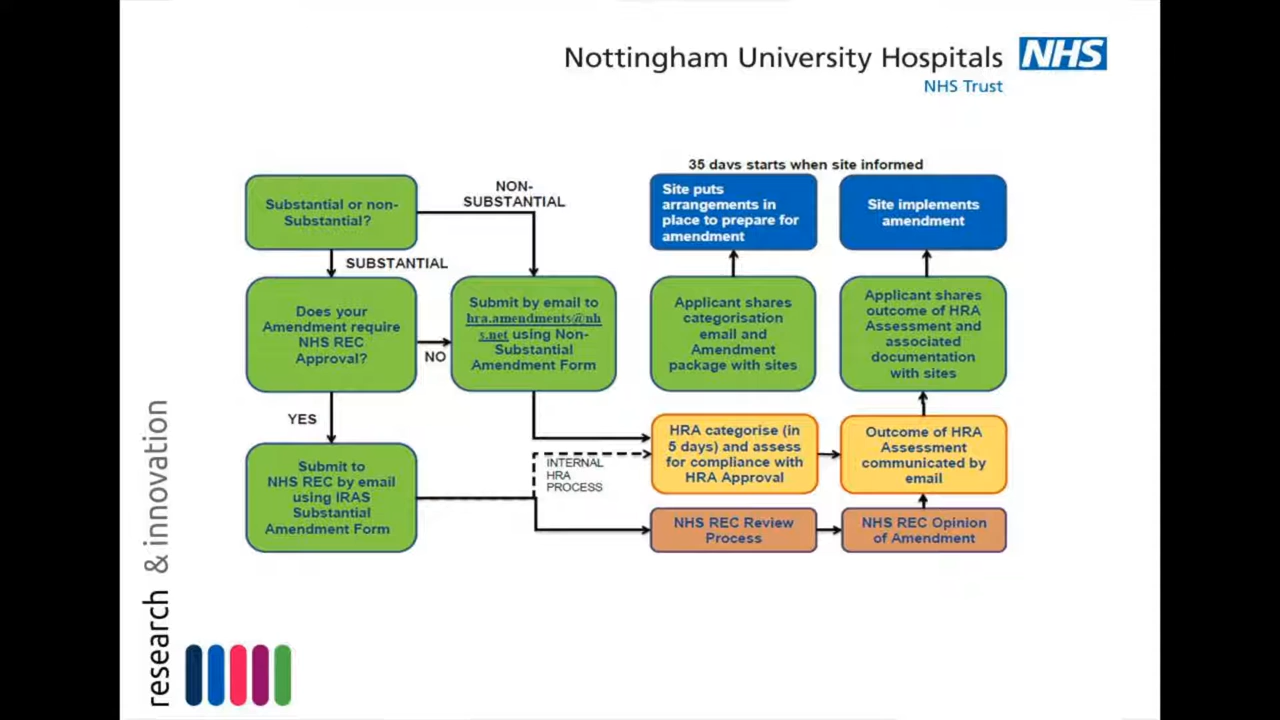 Nottingham University Hospitals NHS
NHS Trust
35 days starts when site informed
Substantial or non-
Substantial?
NON-
SUBSTANTIAL
Site puts
arrangements in
place to prepare for
amendment
Site implements
amendment
SUBSTANTIAL
Does your
Amendment require
NHS REC
Approval?
NO
Submit by email to
hra.amendments@nh
s.net using Non-
Substantial
Amendment Form
Applicant shares
categorisation
email and
Amendment
package with sites
Applicant shares
outcome of HRA
Assessment and
associated
documentation
with sites
YES
Submit to
NHS REC by email
using IRAS
Substantial
Amendment Form
INTERNAL
HRA
PROCESS
HRA categorise (in
5 days) and assess
for compliance with
HRA Approval
Outcome of HRA
Assessment
communicated by
email
NHS REC Review
Process
NHS REC Opinion
of Amendment
research & innovation